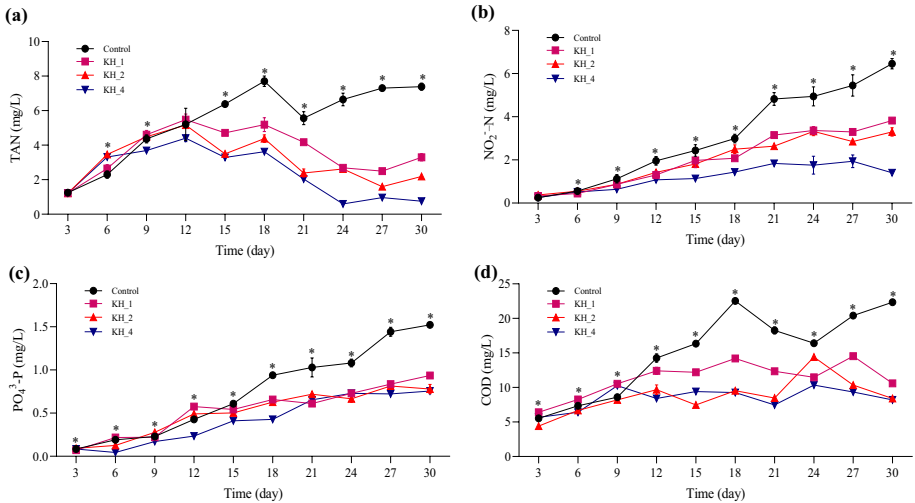 (a)
TAN (mg/L)
10
8
6
4
2
0
Control
KH_1
KH_2
KH_4
* * * * * * * * *
3 6 9 12 15 18 21 24 27 30
Time (day)
(b)
NO₂⁻-N (mg/L)
8
6
4
2
0
Control
KH_1
KH_2
KH_4
* * * * * * * * *
3 6 9 12 15 18 21 24 27 30
Time (day)
(c)
PO₄³-P (mg/L)
2.0
1.5
1.0
0.5
0.0
Control
KH_1
KH_2
KH_4
* * * * * * * * * *
3 6 9 12 15 18 21 24 27 30
Time (day)
(d)
COD (mg/L)
25
20
15
10
5
0
Control
KH_1
KH_2
KH_4
* * * * * * * * * *
3 6 9 12 15 18 21 24 27 30
Time (day)